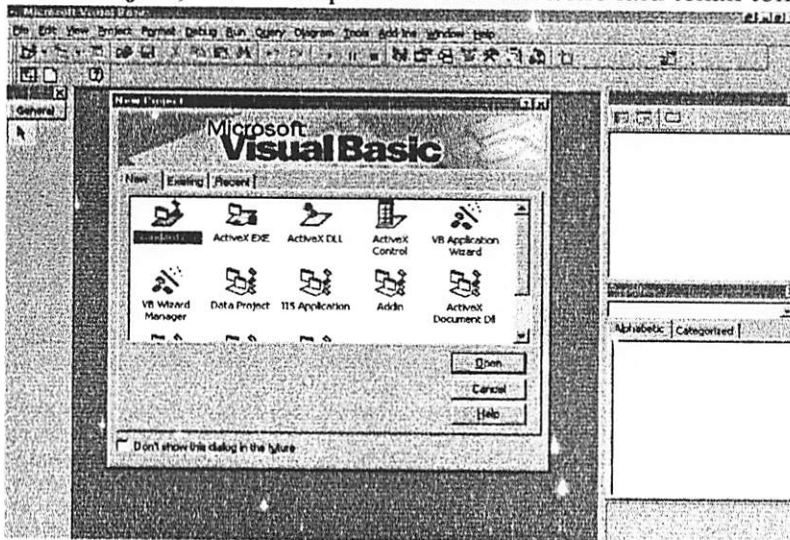 Microsoft Visual Basic
File Edit View Project Format Debug Run Query Diagram Tools Add-Ins Window Help
General
New Project
Microsoft
Visual Basic
New Existing Recent
ActiveX EXE ActiveX DLL ActiveX Control VB Application Wizard
VB Wizard Manager Data Project IIS Application Addin ActiveX Document Dll
Open
Cancel
Help
Don't show this dialog in the future
Alphabetic Categorized